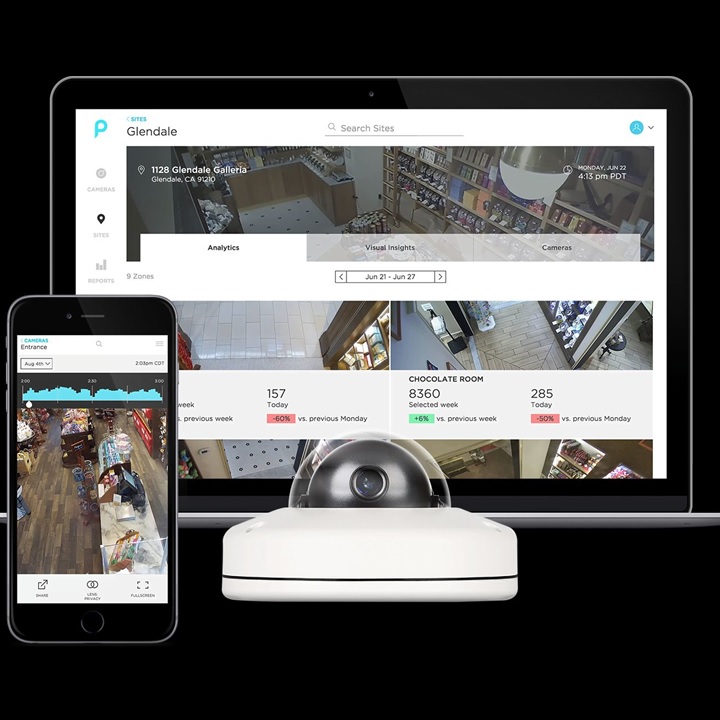 SITES
Glendale
Search Sites
CAMERAS
SITES
REPORTS
1128 Glendale Galleria
Glendale, CA 91210
MONDAY, JUN 22
4:13 pm PDT
Analytics
Visual Insights
Cameras
9 Zones
Jun 21 - Jun 27
week
157
Today
-60% vs. previous Monday
CHOCOLATE ROOM
8360
Selected week
+6% vs. previous week
285
Today
-50% vs. previous Monday
vs. previous week
CAMERAS
Entrance
Aug 4th
2:03pm CDT
2:00
2:30
3:00
SHARE
LENS
PRIVACY
FULLSCREEN